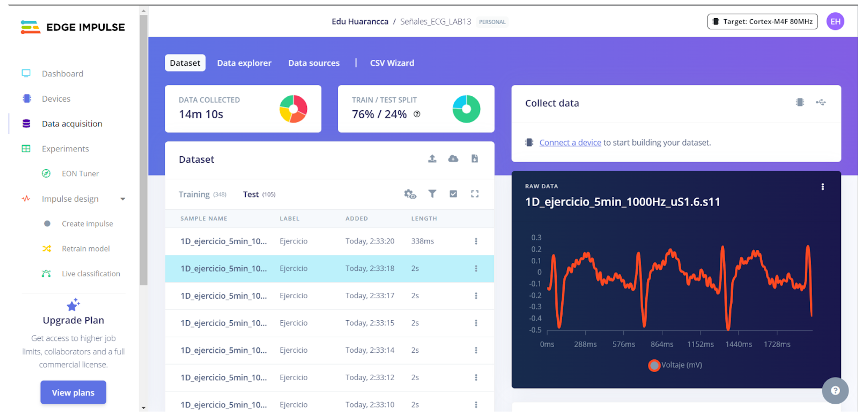 EDGE IMPULSE
Edu Huarancca / Señales_ECG_LAB13 PERSONAL
Target: Cortex-M4F 80MHz
EH
Dashboard
Devices
Data acquisition
Experiments
EON Tuner
Impulse design
Create impulse
Retrain model
Live classification
Upgrade Plan
Get access to higher job
limits, collaborators and a full
commercial license.
View plans
Dataset Data explorer Data sources | CSV Wizard
DATA COLLECTED
14m 10s
TRAIN / TEST SPLIT
76% / 24% ?
Dataset
Training (348) Test (105)
SAMPLE NAME LABEL ADDED LENGTH
1D_ejercicio_5min_10... Ejercicio Today, 2:33:20 338ms
1D_ejercicio_5min_10... Ejercicio Today, 2:33:18 2s
1D_ejercicio_5min_10... Ejercicio Today, 2:33:17 2s
1D_ejercicio_5min_10... Ejercicio Today, 2:33:15 2s
1D_ejercicio_5min_10... Ejercicio Today, 2:33:14 2s
1D_ejercicio_5min_10... Ejercicio Today, 2:33:12 2s
1D_ejercicio_5min_10... Ejercicio Today, 2:33:10 2s
Collect data
Connect a device to start building your dataset.
RAW DATA
1D_ejercicio_5min_1000Hz_uS1.6.s11
0.3
0.2
0.1
0
-0.1
-0.2
-0.3
-0.4
-0.5
0ms 288ms 576ms 864ms 1152ms 1440ms 1728ms
Voltaje (mV)
?